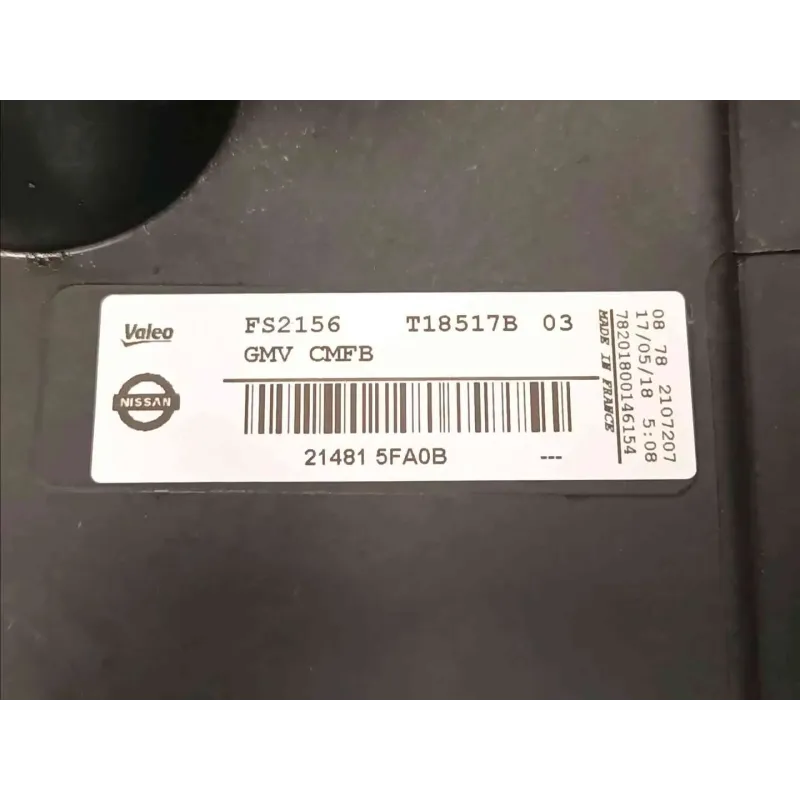 Valeo
FS2156 T18517B 03
GMV CMFB
NISSAN
21481 5FA0B ---
MADE IN FRANCE
78201800146154
17/05/18 5:08
08 78 2107207